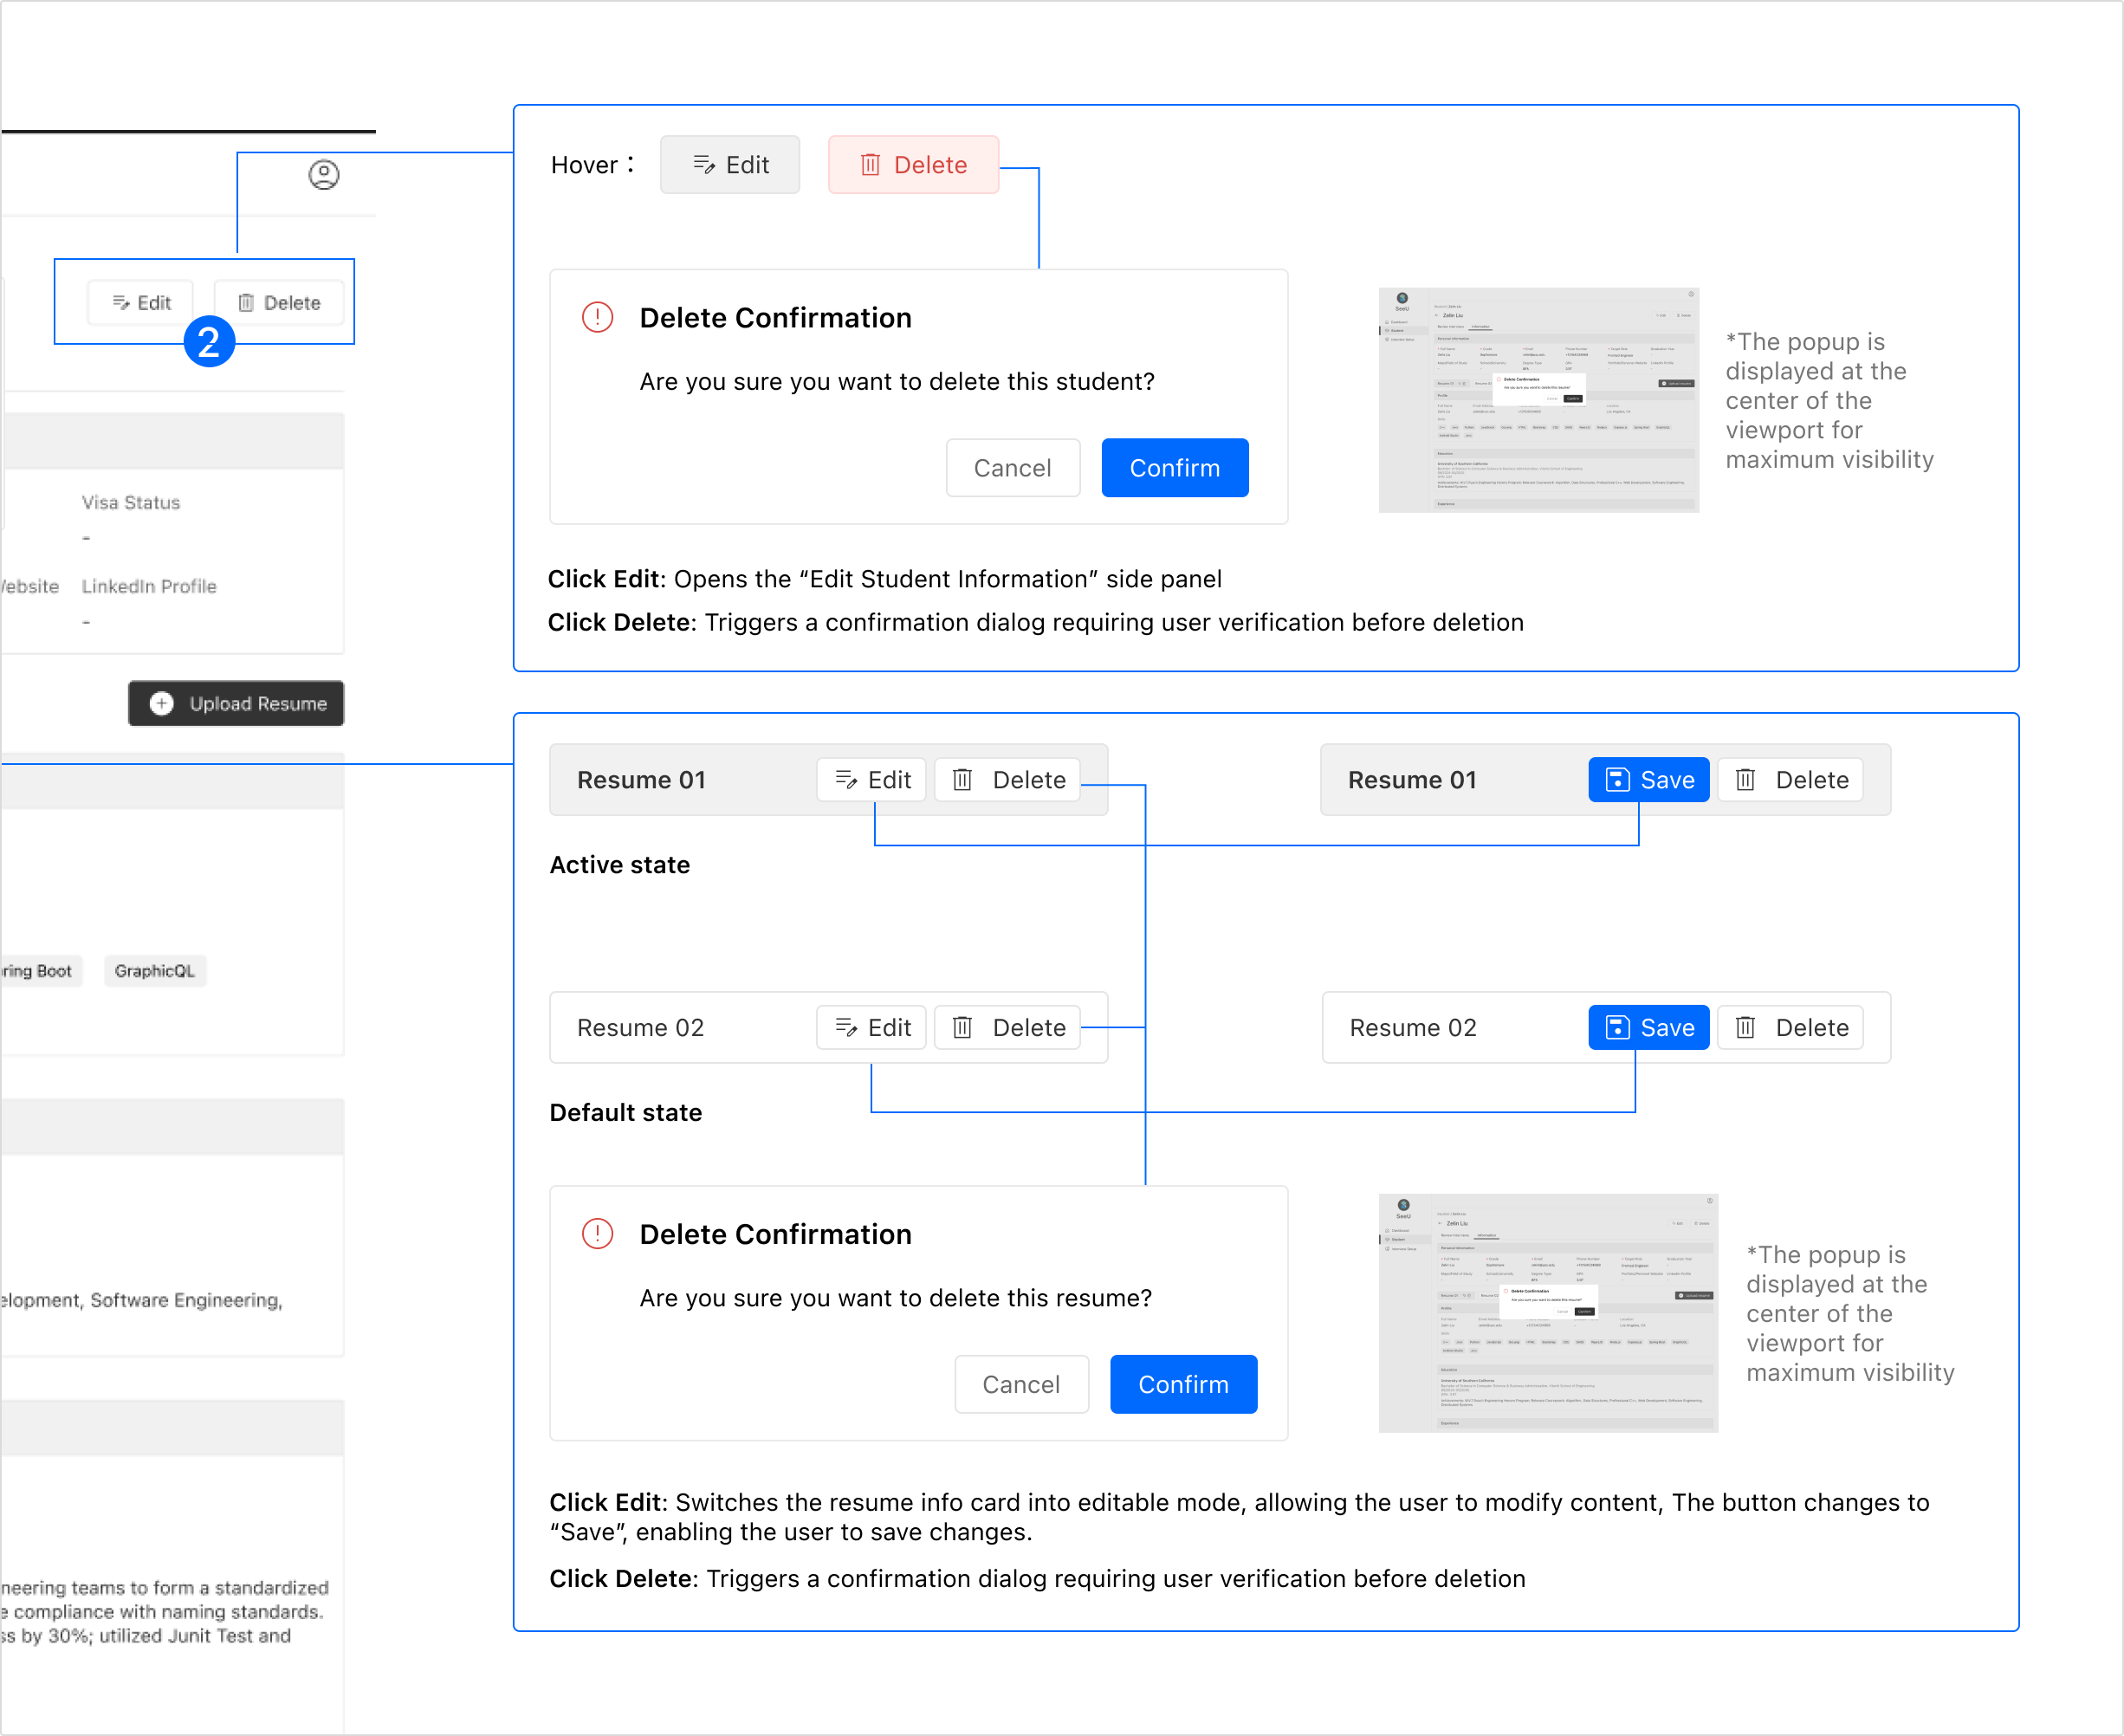 Edit
Delete
2
Visa Status
-
Website LinkedIn Profile
-
Upload Resume
ring Boot
GraphicQL
elopment, Software Engineering,
neering teams to form a standardized
e compliance with naming standards.
ss by 30%; utilized Junit Test and
Hover :
Edit
Delete
Delete Confirmation
Are you sure you want to delete this student?
Cancel
Confirm
SeeU
Zelin Liu
*The popup is
displayed at the
center of the
viewport for
maximum visibility
Click Edit: Opens the “Edit Student Information” side panel
Click Delete: Triggers a confirmation dialog requiring user verification before deletion
Resume 01
Edit
Delete
Resume 01
Save
Delete
Active state
Resume 02
Edit
Delete
Resume 02
Save
Delete
Default state
Delete Confirmation
Are you sure you want to delete this resume?
Cancel
Confirm
SeeU
Zelin Liu
*The popup is
displayed at the
center of the
viewport for
maximum visibility
Click Edit: Switches the resume info card into editable mode, allowing the user to modify content, The button changes to
“Save”, enabling the user to save changes.
Click Delete: Triggers a confirmation dialog requiring user verification before deletion